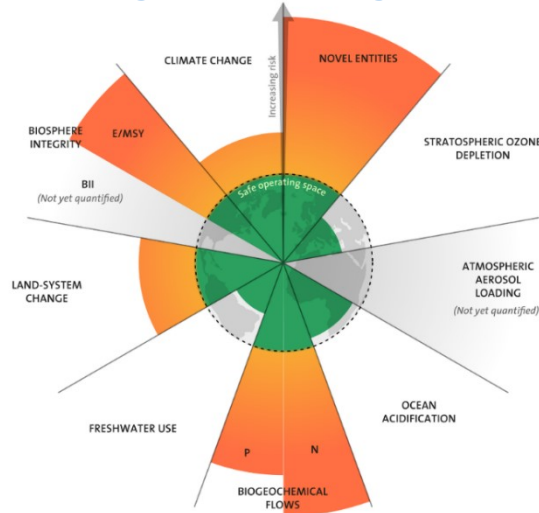 CLIMATE CHANGE
Increasing risk
NOVEL ENTITIES
BIOSPHERE
INTEGRITY
E/MSY
STRATOSPHERIC OZONE
DEPLETION
BII
(Not yet quantified)
Safe operating space
LAND-SYSTEM
CHANGE
ATMOSPHERIC
AEROSOL
LOADING
(Not yet quantified)
OCEAN
ACIDIFICATION
FRESHWATER USE
P
N
BIOGEOCHEMICAL
FLOWS